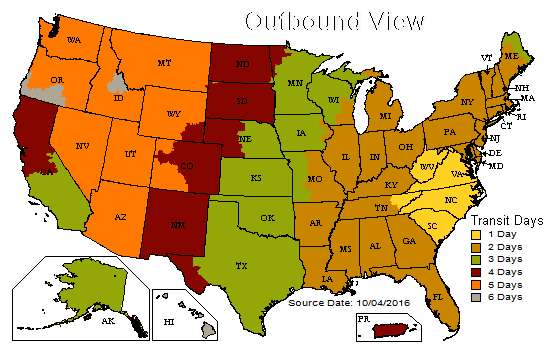 Outbound View
WA
MT
ND
MN
ME
VT
OR
ID
SD
WI
NH
MA
WY
MI
NY
RI
CT
NE
IA
PA
NJ
NV
UT
CO
IL
IN
OH
DE
MD
CA
KS
MO
WV
VA
KY
NC
TN
AZ
NM
OK
AR
SC
MS
AL
GA
TX
LA
FL
Transit Days
1 Day
2 Days
3 Days
4 Days
5 Days
6 Days
Source Date: 10/04/2016
AK
HI
PR